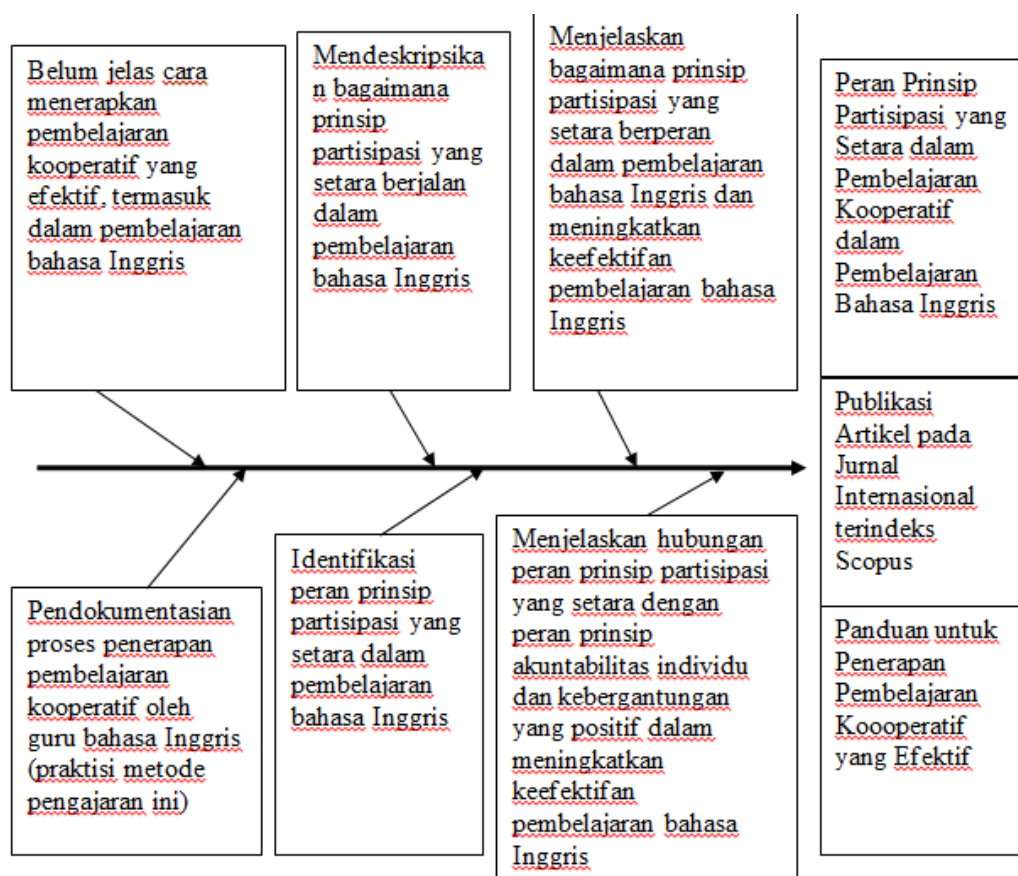 Belum jelas cara
menerapkan
pembelajaran
kooperatif yang
efektif, termasuk
dalam pembelajaran
bahasa Inggris
Mendeskripsika
n bagaimana
prinsip
partisipasi yang
setara berjalan
dalam
pembelajaran
bahasa Inggris
Menjelaskan
bagaimana prinsip
partisipasi yang
setara berperan
dalam pembelajaran
bahasa Inggris dan
meningkatkan
keefektifan
pembelajaran bahasa
Inggris
Peran Prinsip
Partisipasi yang
Setara dalam
Pembelajaran
Kooperatif
dalam
Pembelajaran
Bahasa Inggris
Publikasi
Artikel pada
Jurnal
Internasional
terindeks
Scopus
Pendokumentasian
proses penerapan
pembelajaran
kooperatif oleh
guru bahasa Inggris
(praktisi metode
pengajaran ini)
Identifikasi
peran prinsip
partisipasi yang
setara dalam
pembelajaran
bahasa Inggris
Menjelaskan hubungan
peran prinsip partisipasi
yang setara dengan
peran prinsip
akuntabilitas individu
dan kebergantungan
yang positif dalam
meningkatkan
keefektifan
pembelajaran bahasa
Inggris
Panduan untuk
Penerapan
Pembelajaran
Koooperatif
yang Efektif